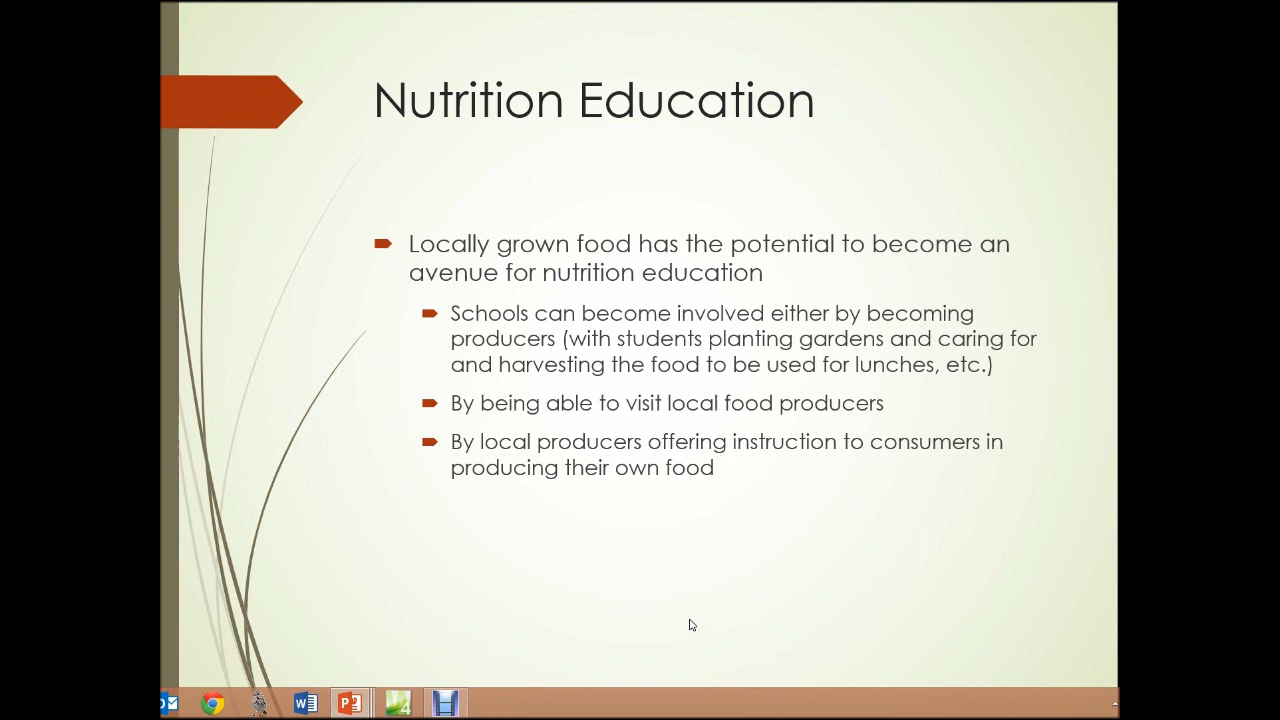 Nutrition Education
Locally grown food has the potential to become an
avenue for nutrition education
Schools can become involved either by becoming
producers (with students planting gardens and caring for
and harvesting the food to be used for lunches, etc.)
By being able to visit local food producers
By local producers offering instruction to consumers in
producing their own food